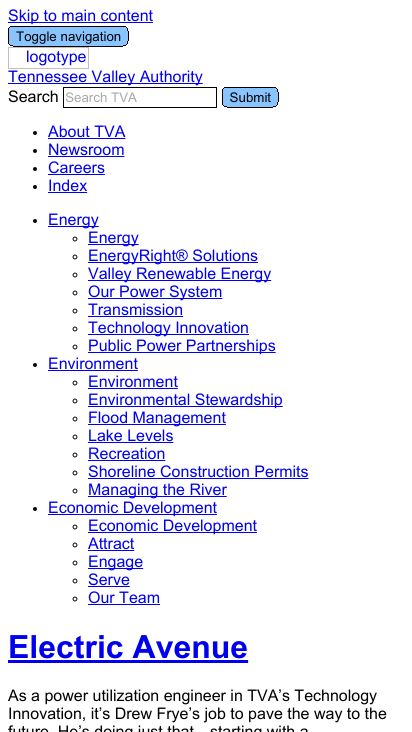 Skip to main content
Toggle navigation
logotype
Tennessee Valley Authority
Search Search TVA Submit
About TVA
Newsroom
Careers
Index
Energy
Energy
EnergyRight® Solutions
Valley Renewable Energy
Our Power System
Transmission
Technology Innovation
Public Power Partnerships
Environment
Environment
Environmental Stewardship
Flood Management
Lake Levels
Recreation
Shoreline Construction Permits
Managing the River
Economic Development
Economic Development
Attract
Engage
Serve
Our Team
Electric Avenue
As a power utilization engineer in TVA's Technology
Innovation, it's Drew Frye's job to pave the way to the
future. He's doing just that—starting with a